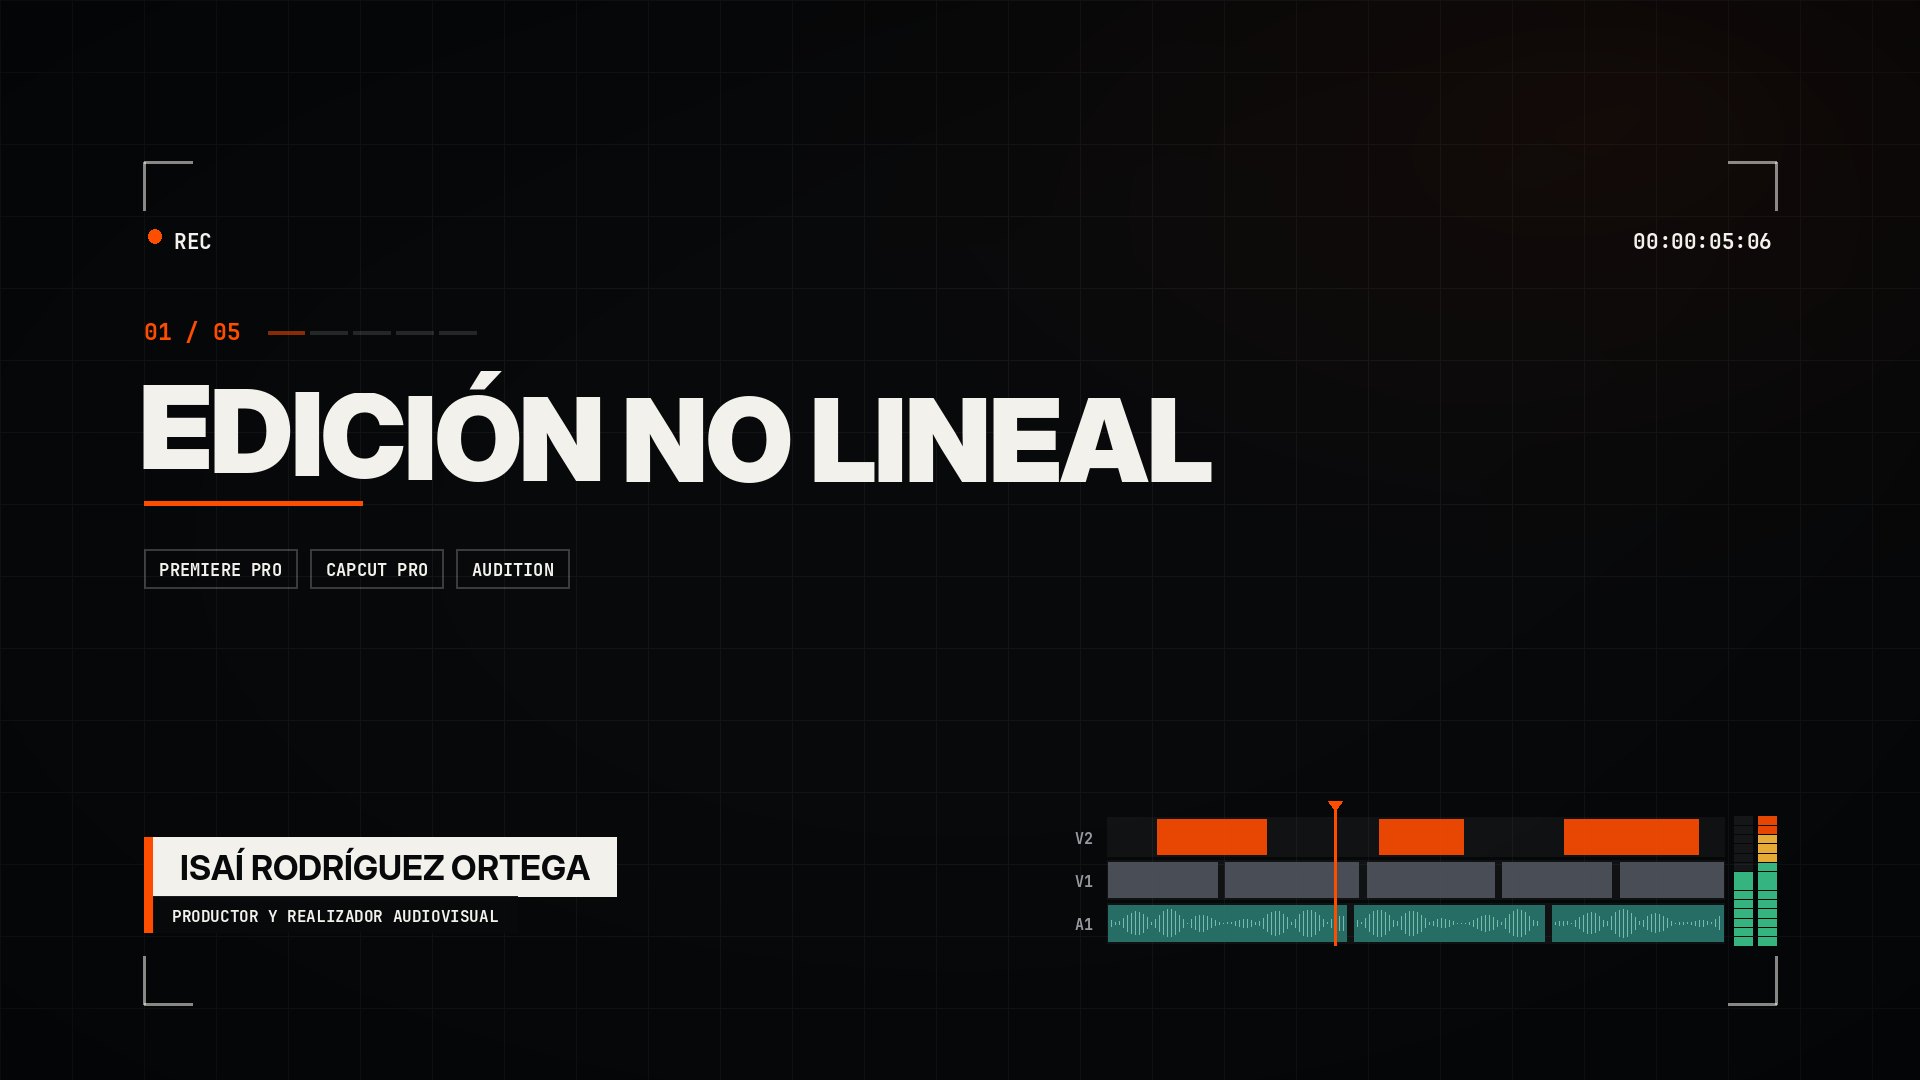 REC
00:00:05:06
01 / 05
EDICIÓN NO LINEAL
PREMIERE PRO
CAPCUT PRO
AUDITION
ISAÍ RODRÍGUEZ ORTEGA
PRODUCTOR Y REALIZADOR AUDIOVISUAL
V2
V1
A1